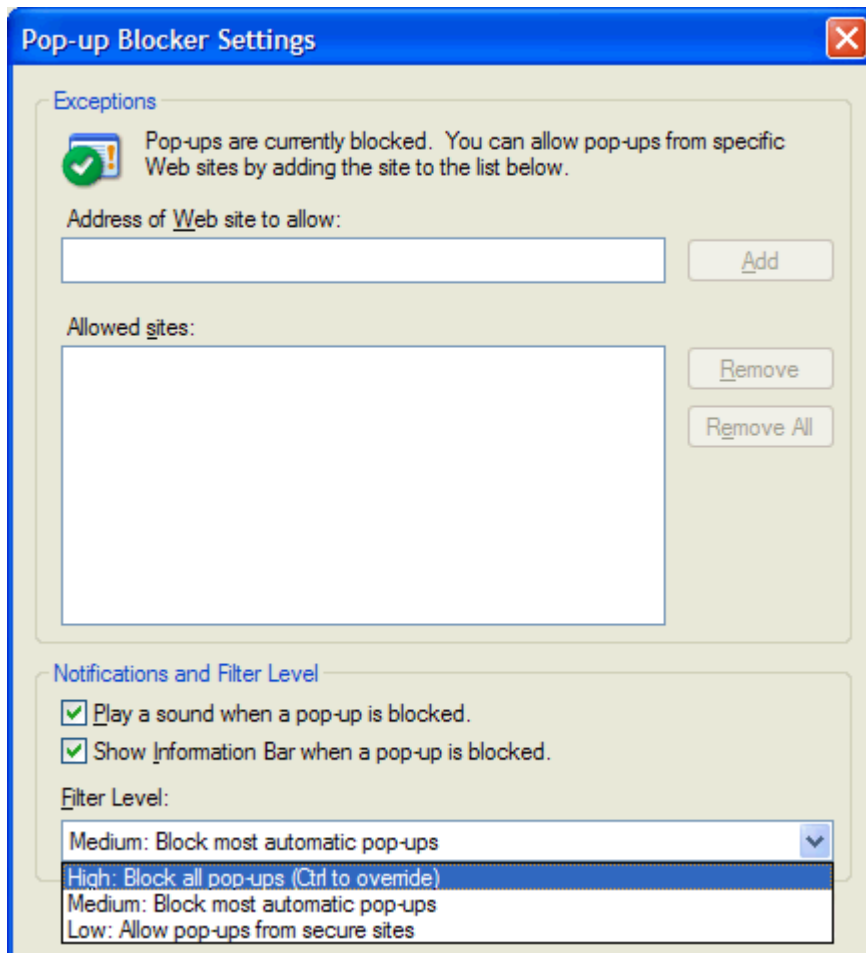 Pop-up Blocker Settings
Exceptions
Pop-ups are currently blocked.  You can allow pop-ups from specific
Web sites by adding the site to the list below.
Address of Web site to allow:
Add
Allowed sites:
Remove
Remove All
Notifications and Filter Level
Play a sound when a pop-up is blocked.
Show Information Bar when a pop-up is blocked.
Filter Level:
Medium: Block most automatic pop-ups
High: Block all pop-ups (Ctrl to override)
Medium: Block most automatic pop-ups
Low: Allow pop-ups from secure sites